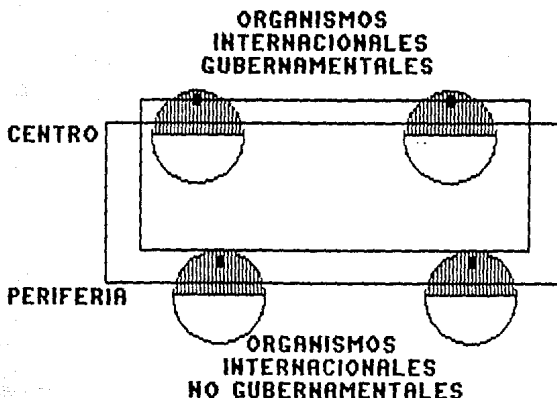 ORGANISMOS
INTERNACIONALES
GUBERNAMENTALES
CENTRO
PERIFERIA
ORGANISMOS
INTERNACIONALES
NO GUBERNAMENTALES